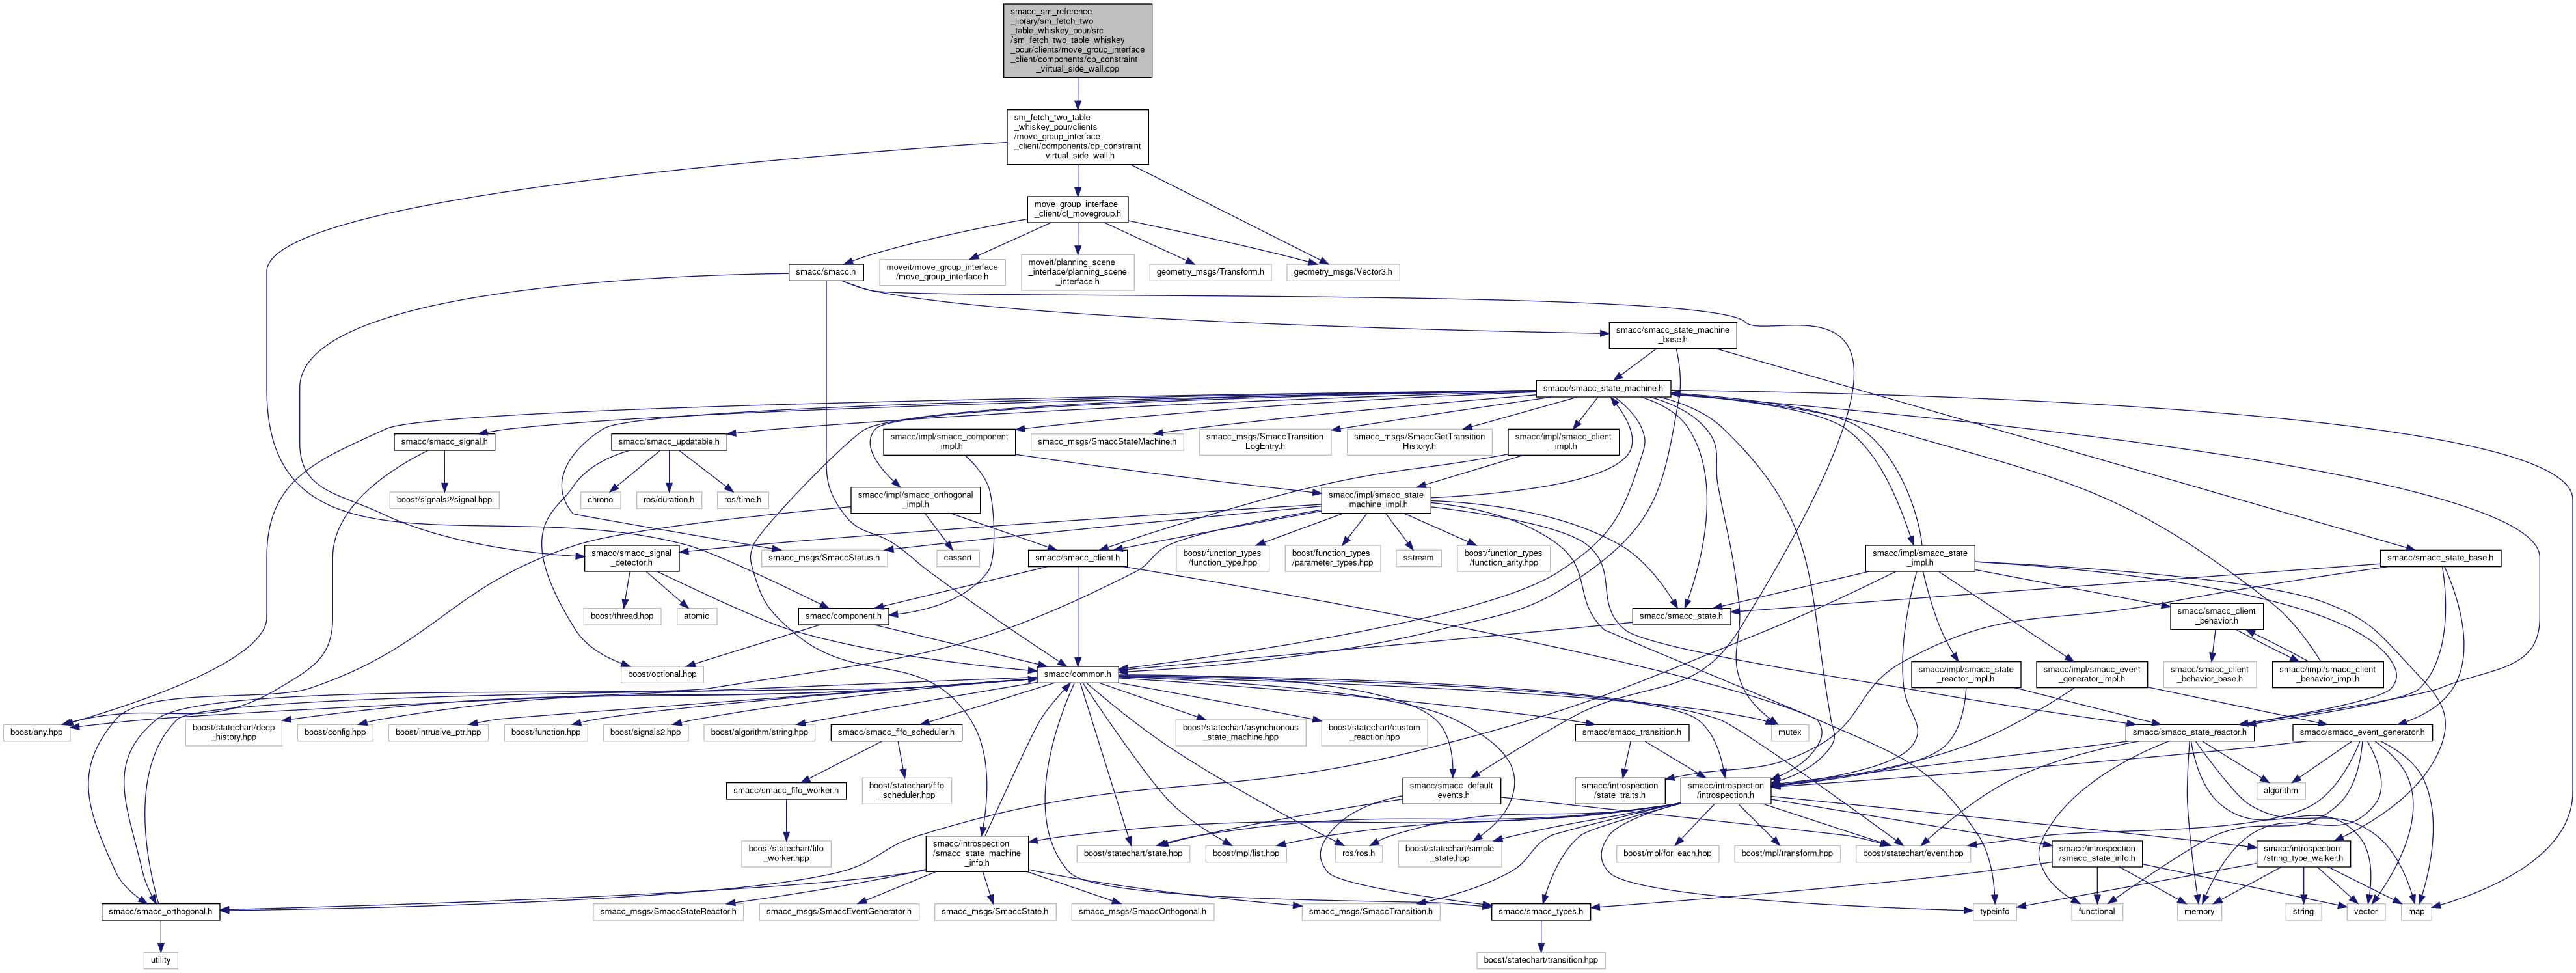 smacc_sm_reference
_library/sm_fetch_two
_table_whiskey_pour/src
/sm_fetch_two_table_whiskey
_pour/clients/move_group_interface
_client/components/cp_constraint
_virtual_side_wall.cpp
sm_fetch_two_table
_whiskey_pour/clients
/move_group_interface
_client/components/cp_constraint
_virtual_side_wall.h
move_group_interface
_client/cl_movegroup.h
smacc/smacc.h
moveit/move_group_interface
/move_group_interface.h
moveit/planning_scene
_interface/planning_scene
_interface.h
geometry_msgs/Transform.h
geometry_msgs/Vector3.h
smacc/smacc_state_machine
_base.h
smacc/smacc_state_machine.h
smacc/smacc_signal.h
smacc/smacc_updatable.h
smacc/impl/smacc_component
_impl.h
smacc_msgs/SmaccStateMachine.h
smacc_msgs/SmaccTransition
LogEntry.h
smacc_msgs/SmaccGetTransition
History.h
smacc/impl/smacc_client
_impl.h
boost/signals2/signal.hpp
chrono
ros/duration.h
ros/time.h
smacc/impl/smacc_orthogonal
_impl.h
smacc/impl/smacc_state
_machine_impl.h
smacc/smacc_signal
_detector.h
smacc_msgs/SmaccStatus.h
cassert
smacc/smacc_client.h
boost/function_types
/function_type.hpp
boost/function_types
/parameter_types.hpp
sstream
boost/function_types
/function_arity.hpp
smacc/impl/smacc_state
_impl.h
smacc/smacc_state_base.h
boost/thread.hpp
atomic
smacc/component.h
smacc/smacc_state.h
smacc/smacc_client
_behavior.h
boost/optional.hpp
smacc/common.h
smacc/impl/smacc_state
_reactor_impl.h
smacc/impl/smacc_event
_generator_impl.h
smacc/smacc_client
_behavior_base.h
smacc/impl/smacc_client
_behavior_impl.h
boost/any.hpp
boost/statechart/deep
_history.hpp
boost/config.hpp
boost/intrusive_ptr.hpp
boost/function.hpp
boost/signals2.hpp
boost/algorithm/string.hpp
smacc/smacc_fifo_scheduler.h
boost/statechart/asynchronous
_state_machine.hpp
boost/statechart/custom
_reaction.hpp
smacc/smacc_transition.h
mutex
smacc/smacc_state_reactor.h
smacc/smacc_event_generator.h
smacc/smacc_fifo_worker.h
boost/statechart/fifo
_scheduler.hpp
smacc/smacc_default
_events.h
smacc/introspection
/state_traits.h
smacc/introspection
/introspection.h
algorithm
boost/statechart/fifo
_worker.hpp
smacc/introspection
/smacc_state_machine
_info.h
boost/statechart/state.hpp
boost/mpl/list.hpp
ros/ros.h
boost/statechart/simple
_state.hpp
boost/mpl/for_each.hpp
boost/mpl/transform.hpp
boost/statechart/event.hpp
smacc/introspection
/smacc_state_info.h
smacc/introspection
/string_type_walker.h
smacc/smacc_orthogonal.h
smacc_msgs/SmaccStateReactor.h
smacc_msgs/SmaccEventGenerator.h
smacc_msgs/SmaccState.h
smacc_msgs/SmaccOrthogonal.h
smacc_msgs/SmaccTransition.h
smacc/smacc_types.h
typeinfo
functional
memory
string
vector
map
utility
boost/statechart/transition.hpp